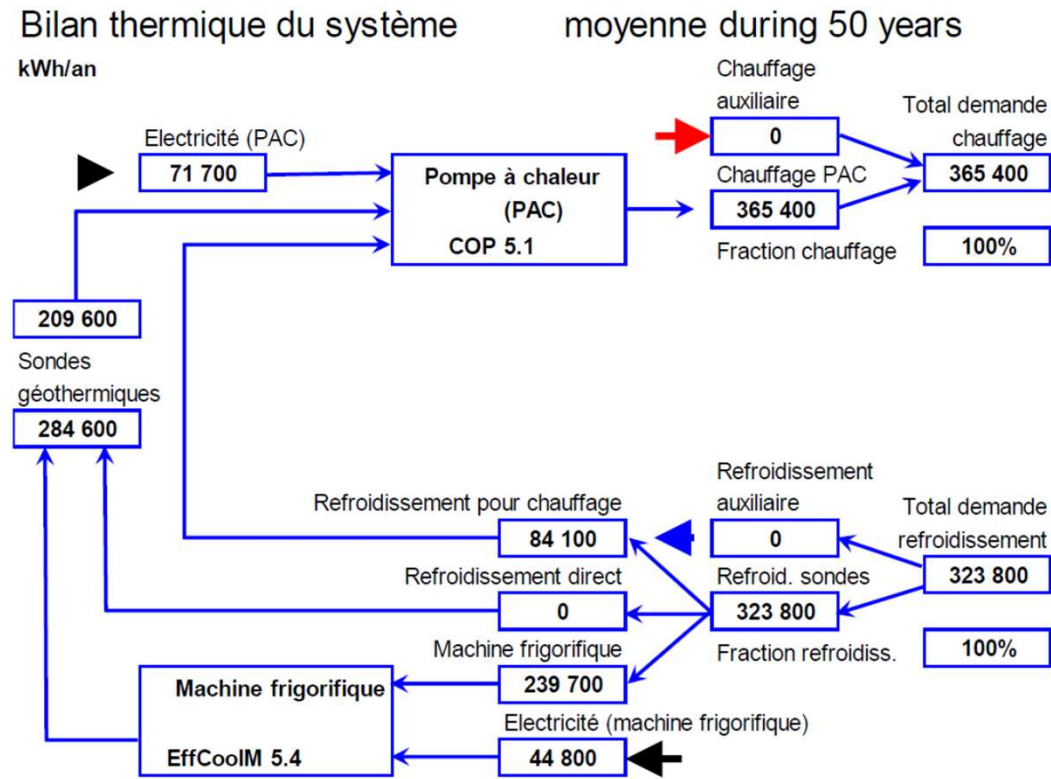 Bilan thermique du système moyenne during 50 years
kWh/an
Chauffage
auxiliaire
0
Total demande
chauffage
365 400
Electricité (PAC)
71 700
Pompe à chaleur
(PAC)
COP 5.1
Chauffage PAC
365 400
Fraction chauffage
100%
209 600
Sondes
géothermiques
284 600
Refroidissement
auxiliaire
0
Total demande
refroidissement
323 800
Refroidissement pour chauffage
84 100
Refroidissement direct
0
Refroid. sondes
323 800
Machine frigorifique
239 700
Fraction refroidiss.
100%
Machine frigorifique
EffCoolM 5.4
Electricité (machine frigorifique)
44 800